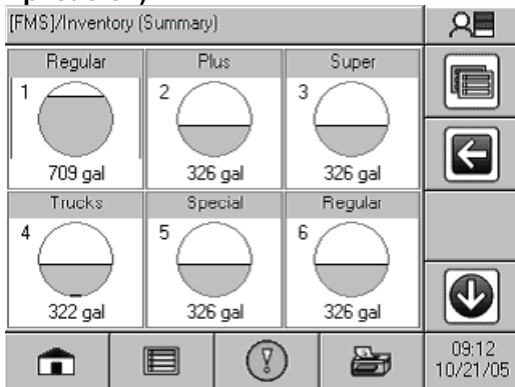 [FMS]/Inventory (Summary)
Regular
Plus
Super
1
2
3
709 gal
326 gal
326 gal
Trucks
Special
Regular
4
5
6
322 gal
326 gal
326 gal
09:12
10/21/05